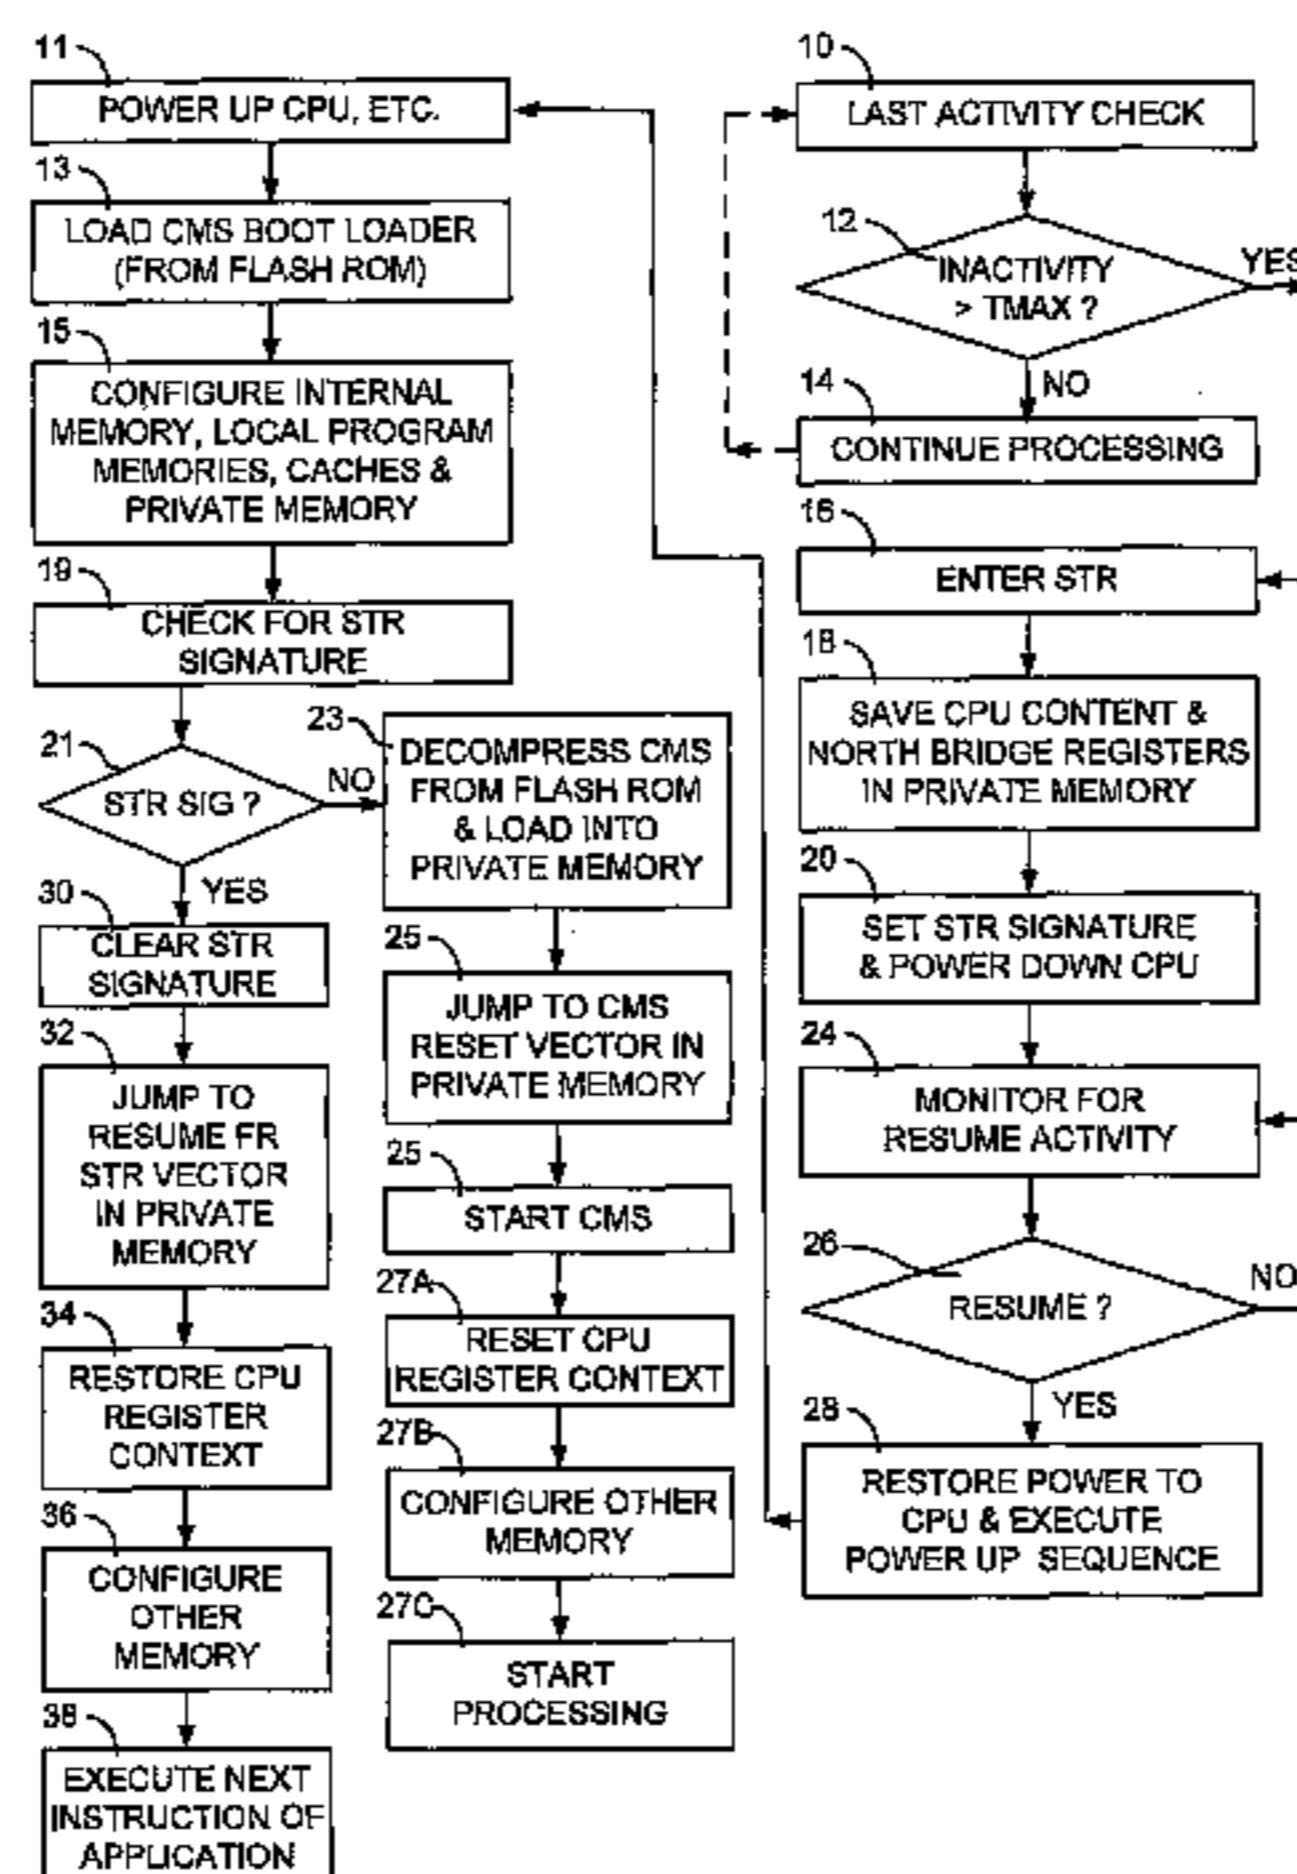 11
POWER UP CPU, ETC.
13
LOAD CMS BOOT LOADER
(FROM FLASH ROM)
15
CONFIGURE INTERNAL
MEMORY, LOCAL PROGRAM
MEMORIES, CACHES &
PRIVATE MEMORY
19
CHECK FOR STR
SIGNATURE
21
STR SIG ?
NO
YES
23
DECOMPRESS CMS
FROM FLASH ROM
& LOAD INTO
PRIVATE MEMORY
30
CLEAR STR
SIGNATURE
25
JUMP TO CMS
RESET VECTOR IN
PRIVATE MEMORY
32
JUMP TO
RESUME FR
STR VECTOR
IN PRIVATE
MEMORY
25
START CMS
27A
RESET CPU
REGISTER CONTEXT
34
RESTORE CPU
REGISTER
CONTEXT
27B
CONFIGURE OTHER
MEMORY
36
CONFIGURE
OTHER
MEMORY
27C
START
PROCESSING
38
EXECUTE NEXT
INSTRUCTION OF
APPLICATION
10
LAST ACTIVITY CHECK
12
INACTIVITY
> TMAX ?
YES
NO
14
CONTINUE PROCESSING
16
ENTER STR
18
SAVE CPU CONTENT &
NORTH BRIDGE REGISTERS
IN PRIVATE MEMORY
20
SET STR SIGNATURE
& POWER DOWN CPU
24
MONITOR FOR
RESUME ACTIVITY
26
RESUME ?
NO
YES
28
RESTORE POWER TO
CPU & EXECUTE
POWER UP SEQUENCE